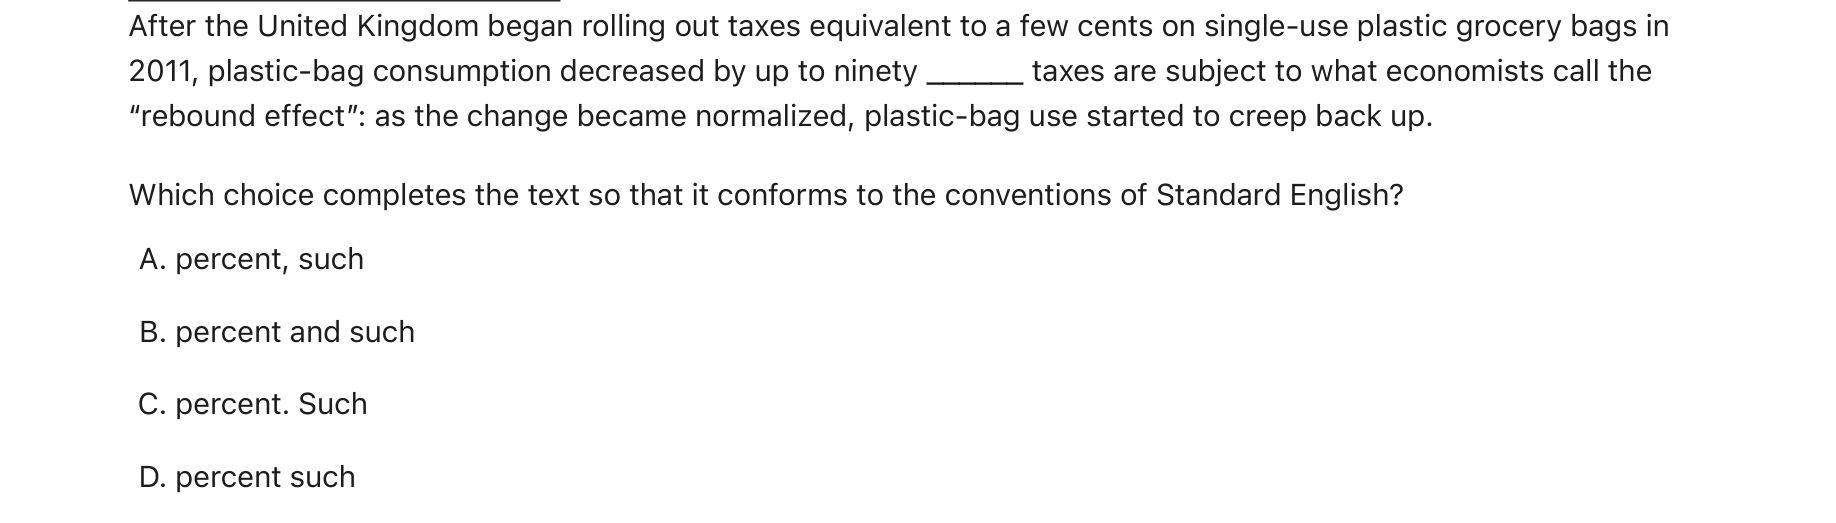 After the United Kingdom began rolling out taxes equivalent to a few cents on single-use plastic grocery bags in
2011, plastic-bag consumption decreased by up to ninety ______ taxes are subject to what economists call the
“rebound effect”: as the change became normalized, plastic-bag use started to creep back up.
Which choice completes the text so that it conforms to the conventions of Standard English?
A. percent, such
B. percent and such
C. percent. Such
D. percent such